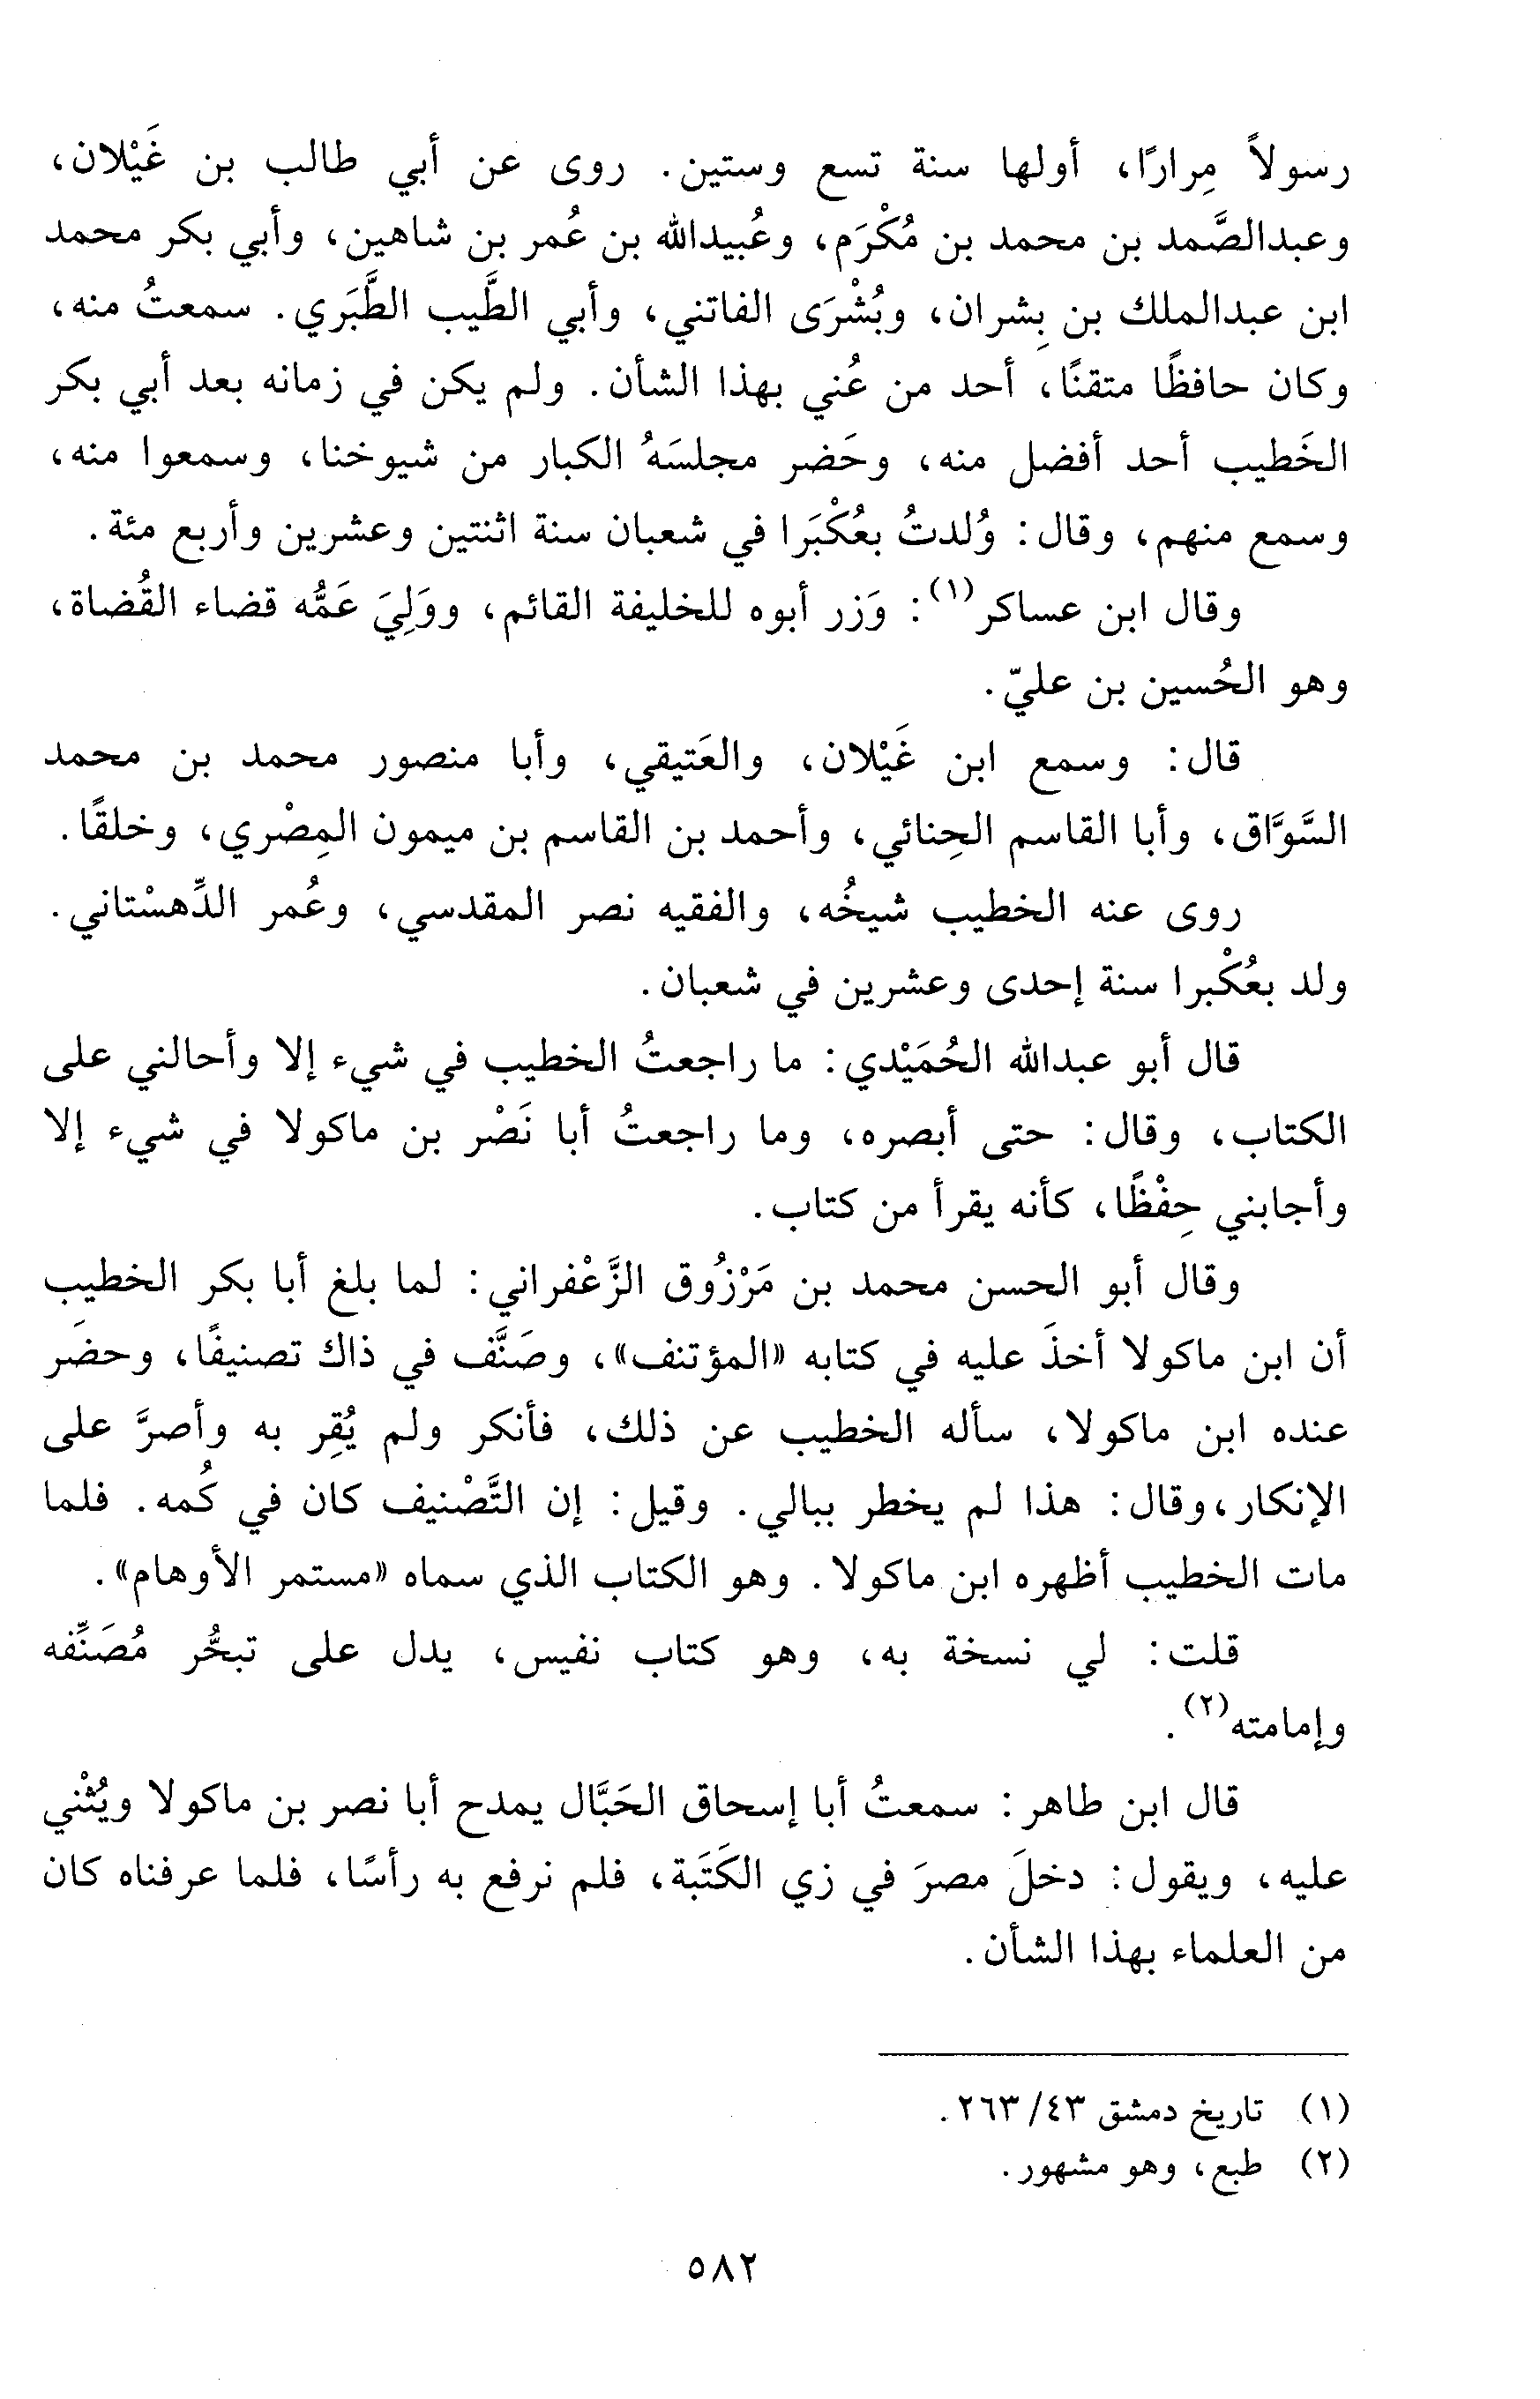 رسولاً مِرارًا، أولها سنة تسع وستين. روى عن أبي طالب بن غَيْلان،
وعبدالصَّمد بن محمد بن مُكْرَم، وعُبيدالله بن عُمر بن شاهين، وأبي بكر محمد
ابن عبدالملك بن بِشران، وبُشْرَى الفاتني، وأبي الطَّيب الطَّبَري. سمعتُ منه،
وكان حافظًا متقنًا، أحد من عُني بهذا الشأن. ولم يكن في زمانه بعد أبي بكر
الخَطيب أحد أفضل منه، وحَضر مجلسَهُ الكبار من شيوخنا، وسمعوا منه،
وسمع منهم، وقال: وُلدتُ بعُكْبَرا في شعبان سنة اثنتين وعشرين وأربع مئة.
وقال ابن عساكر(١): وَزر أبوه للخليفة القائم، ووَلِيَ عَمُّه قضاء القُضاة،
وهو الحُسين بن عليّ.
قال: وسمع ابن غَيْلان، والعَتيقي، وأبا منصور محمد بن محمد
السَّوَّاق، وأبا القاسم الحِنائي، وأحمد بن القاسم بن ميمون المِصْري، وخلقًا.
روى عنه الخطيب شيخُه، والفقيه نصر المقدسي، وعُمر الدِّهسْتاني.
ولد بعُكْبرا سنة إحدى وعشرين في شعبان.
قال أبو عبدالله الحُمَيْدي: ما راجعتُ الخطيب في شيء إلا وأحالني على
الكتاب، وقال: حتى أبصره، وما راجعتُ أبا نَصْر بن ماكولا في شيء إلا
وأجابني حِفْظًا، كأنه يقرأ من كتاب.
وقال أبو الحسن محمد بن مَرْزُوق الزَّعْفراني: لما بلغ أبا بكر الخطيبِ
أن ابن ماكولا أخذَ عليه في كتابه «المؤتنف»، وصَنَّف في ذاك تصنيفًا، وحضَر
عنده ابن ماكولا، سأله الخطيب عن ذلك، فأنكر ولم يُقِر به وأصرَّ على
الإنكار،وقال: هذا لم يخطر ببالي. وقيل: إن التَّصْنيف كان في كُمه. فلما
مات الخطيب أظهره ابن ماكولا. وهو الكتاب الذي سماه «مستمر الأوهام».
قلت: لي نسخة به، وهو كتاب نفيس، يدل على تبحُّر مُصَنِّفه
وإمامته(٢).
قال ابن طاهر: سمعتُ أبا إسحاق الحَبَّال يمدح أبا نصر بن ماكولا ويُثْني
عليه، ويقول: دخلَ مصرَ في زي الكَتَبة، فلم نرفع به رأسًا، فلما عرفناه كان
من العلماء بهذا الشأن.
(١) تاريخ دمشق ٤٣/ ٢٦٣.
(٢) طبع، وهو مشهور.
٥٨٢